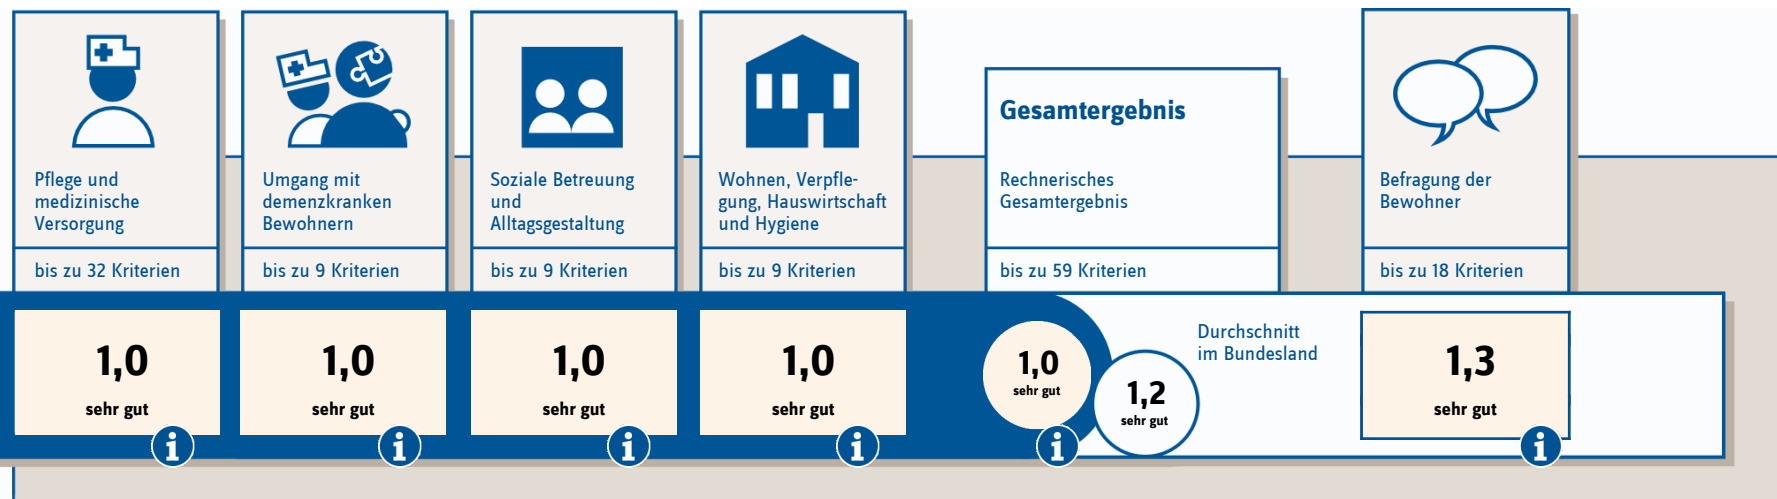 Pflege und
medizinische
Versorgung
bis zu 32 Kriterien
1,0
sehr gut
Umgang mit
demenzkranken
Bewohnern
bis zu 9 Kriterien
1,0
sehr gut
Soziale Betreuung
und
Alltagsgestaltung
bis zu 9 Kriterien
1,0
sehr gut
Wohnen, Verpfle-
gung, Hauswirtschaft
und Hygiene
bis zu 9 Kriterien
1,0
sehr gut
Gesamtergebnis
Rechnerisches
Gesamtergebnis
bis zu 59 Kriterien
1,0
sehr gut
1,2
sehr gut
Durchschnitt
im Bundesland
Befragung der
Bewohner
bis zu 18 Kriterien
1,3
sehr gut